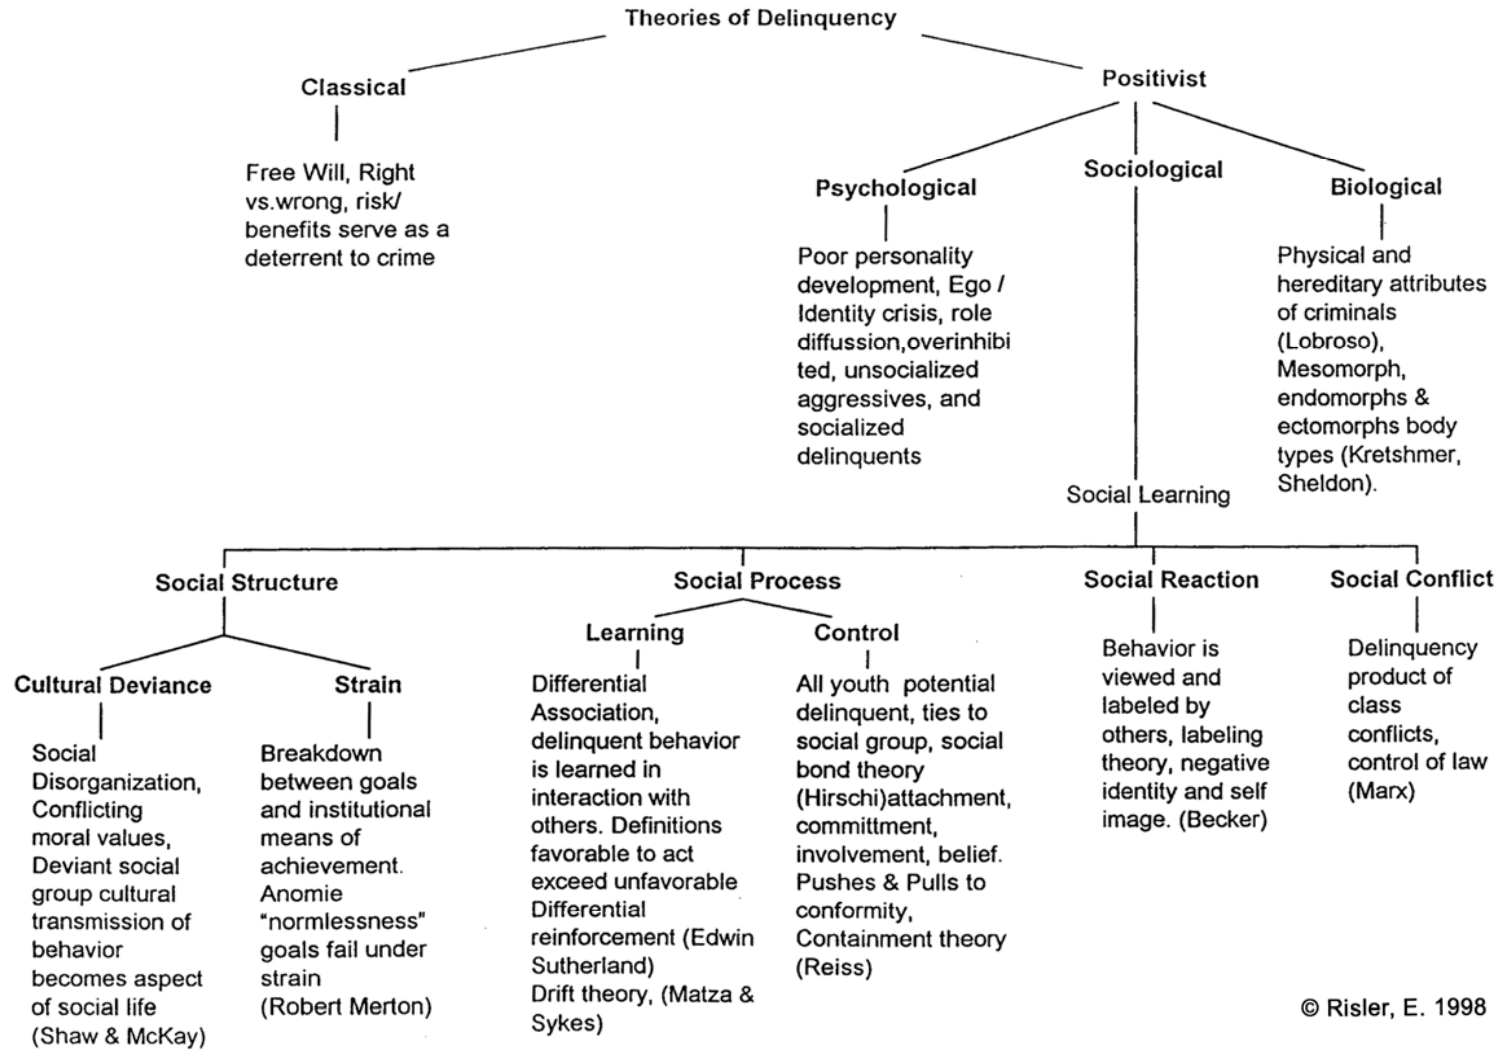 Theories of Delinquency
Classical
Free Will, Right
vs.wrong, risk/
benefits serve as a
deterrent to crime
Positivist
Psychological
Poor personality
development, Ego /
Identity crisis, role
diffussion,overinhibi
ted, unsocialized
aggressives, and
socialized
delinquents
Sociological
Social Learning
Biological
Physical and
hereditary attributes
of criminals
(Lobroso),
Mesomorph,
endomorphs &
ectomorphs body
types (Kretshmer,
Sheldon).
Social Structure
Cultural Deviance
Social
Disorganization,
Conflicting
moral values,
Deviant social
group cultural
transmission of
behavior
becomes aspect
of social life
(Shaw & McKay)
Strain
Breakdown
between goals
and institutional
means of
achievement.
Anomie
“normlessness”
goals fail under
strain
(Robert Merton)
Social Process
Learning
Differential
Association,
delinquent behavior
is learned in
interaction with
others. Definitions
favorable to act
exceed unfavorable
Differential
reinforcement (Edwin
Sutherland)
Drift theory, (Matza &
Sykes)
Control
All youth potential
delinquent, ties to
social group, social
bond theory
(Hirschi)attachment,
committment,
involvement, belief.
Pushes & Pulls to
conformity,
Containment theory
(Reiss)
Social Reaction
Behavior is
viewed and
labeled by
others, labeling
theory, negative
identity and self
image. (Becker)
Social Conflict
Delinquency
product of
class
conflicts,
control of law
(Marx)
© Risler, E. 1998